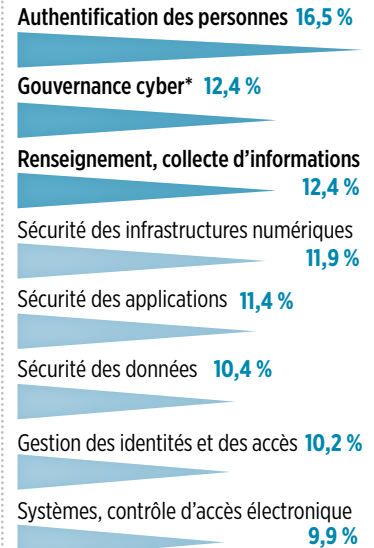 Authentification des personnes 16,5 %
Gouvernance cyber* 12,4 %
Renseignement, collecte d’informations
12,4 %
Sécurité des infrastructures numériques
11,9 %
Sécurité des applications 11,4 %
Sécurité des données 10,4 %
Gestion des identités et des accès 10,2 %
Systèmes, contrôle d’accès électronique
9,9 %